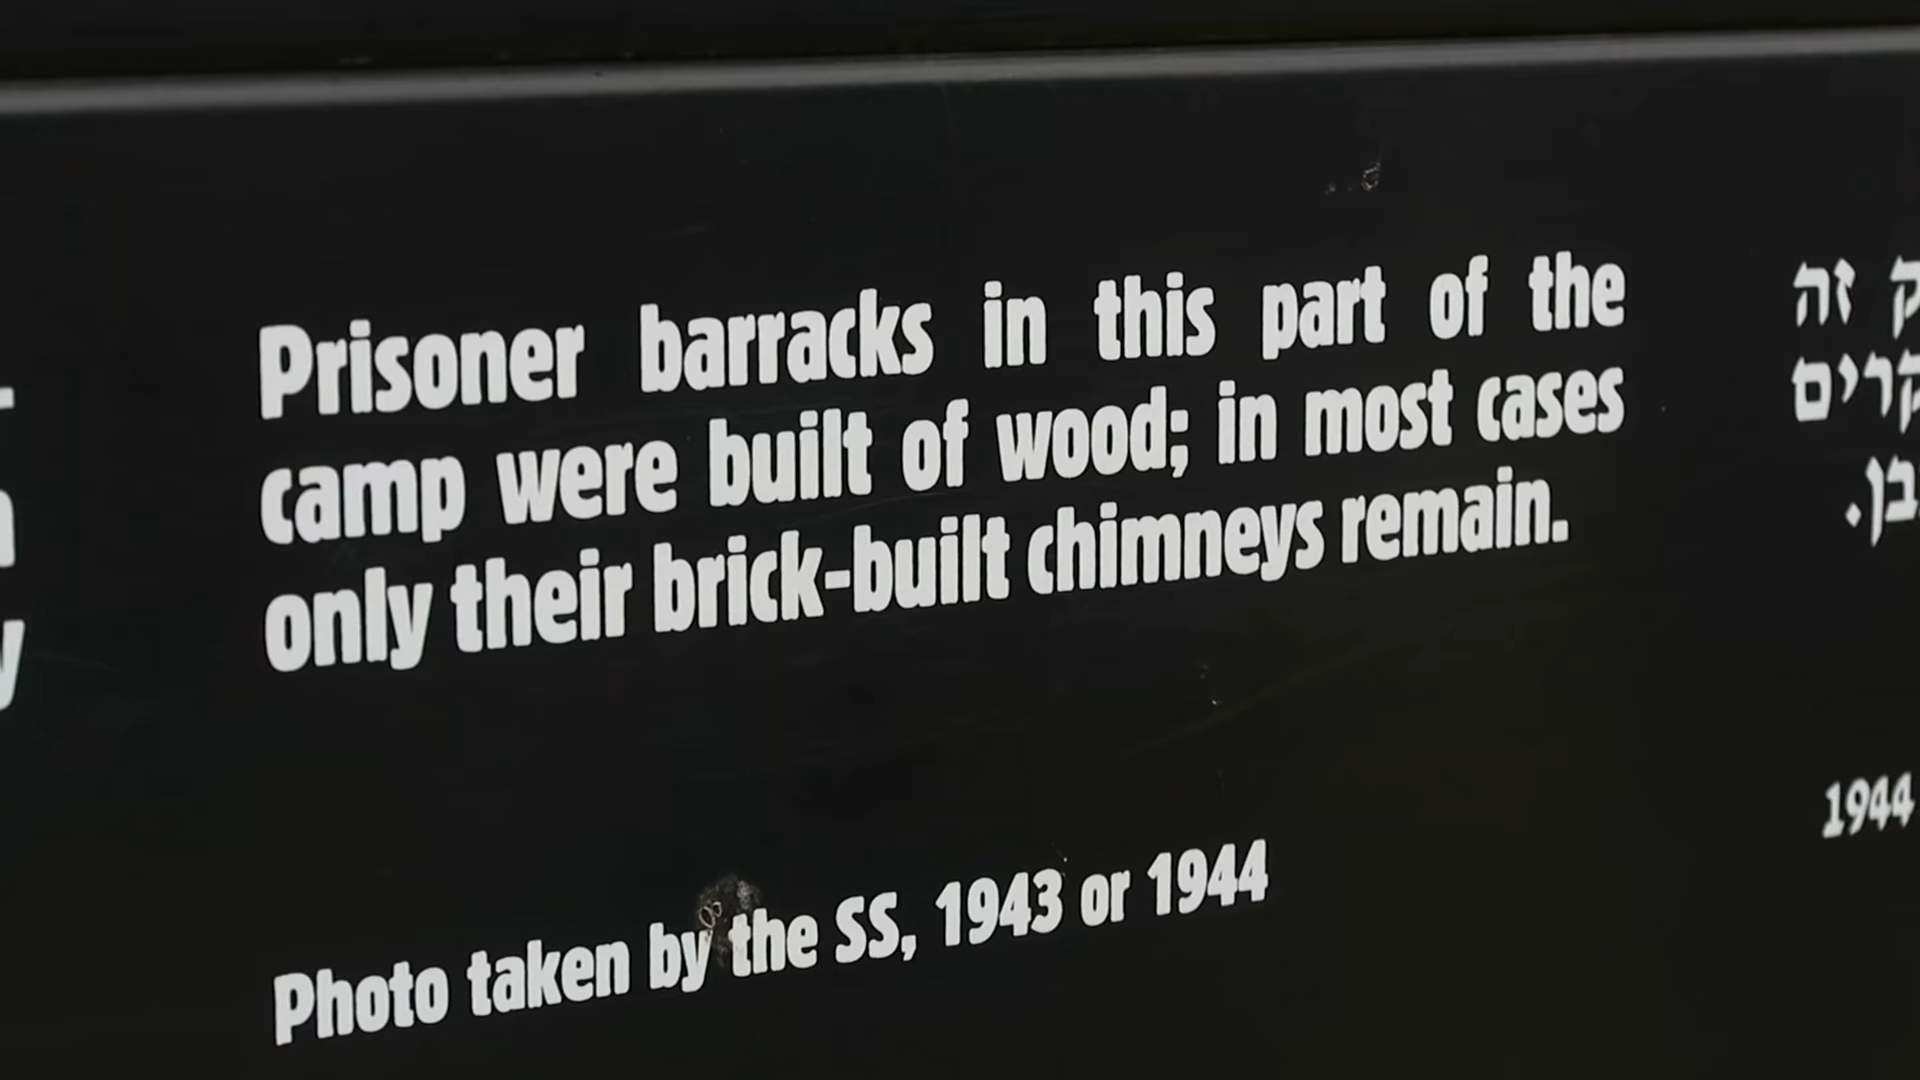 Prisoner barracks in this part of the
camp were built of wood; in most cases
only their brick-built chimneys remain.
Photo taken by the SS, 1943 or 1944
זה
1944